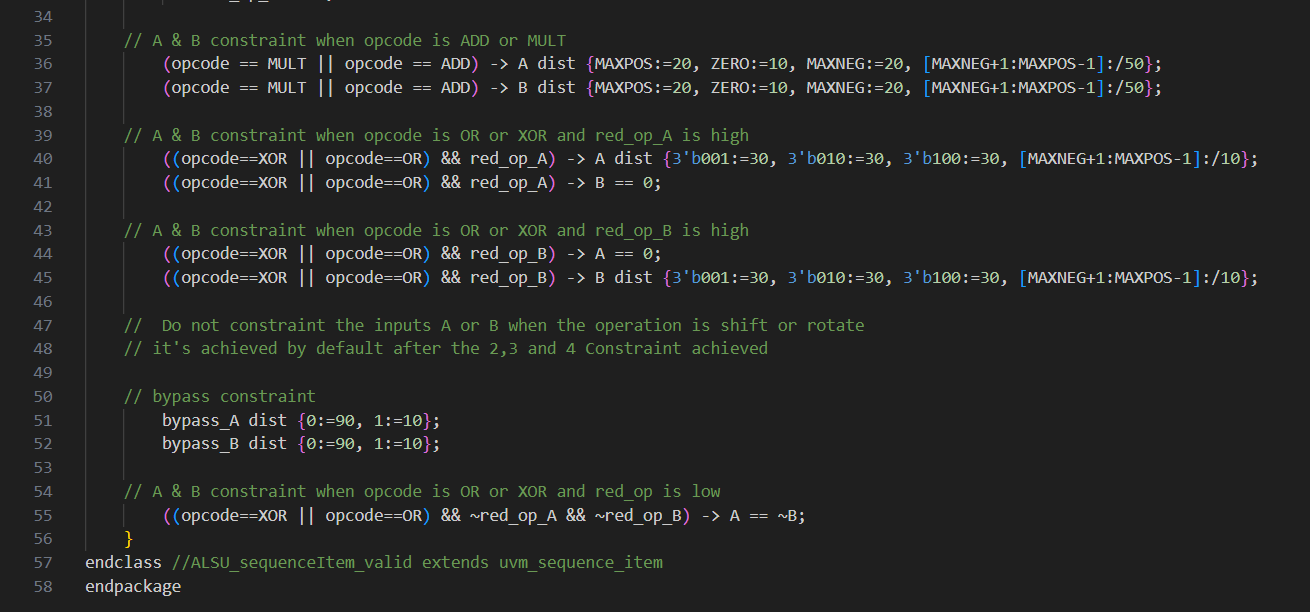 34
35 // A & B constraint when opcode is ADD or MULT
36 (opcode == MULT || opcode == ADD) -> A dist {MAXPOS:=20, ZERO:=10, MAXNEG:=20, [MAXNEG+1:MAXPOS-1]:/50};
37 (opcode == MULT || opcode == ADD) -> B dist {MAXPOS:=20, ZERO:=10, MAXNEG:=20, [MAXNEG+1:MAXPOS-1]:/50};
38
39 // A & B constraint when opcode is OR or XOR and red_op_A is high
40 ((opcode==XOR || opcode==OR) && red_op_A) -> A dist {3'b001:=30, 3'b010:=30, 3'b100:=30, [MAXNEG+1:MAXPOS-1]:/10};
41 ((opcode==XOR || opcode==OR) && red_op_A) -> B == 0;
42
43 // A & B constraint when opcode is OR or XOR and red_op_B is high
44 ((opcode==XOR || opcode==OR) && red_op_B) -> A == 0;
45 ((opcode==XOR || opcode==OR) && red_op_B) -> B dist {3'b001:=30, 3'b010:=30, 3'b100:=30, [MAXNEG+1:MAXPOS-1]:/10};
46
47 //  Do not constraint the inputs A or B when the operation is shift or rotate
48 // it's achieved by default after the 2,3 and 4 Constraint achieved
49
50 // bypass constraint
51 bypass_A dist {0:=90, 1:=10};
52 bypass_B dist {0:=90, 1:=10};
53
54 // A & B constraint when opcode is OR or XOR and red_op is low
55 ((opcode==XOR || opcode==OR) && ~red_op_A && ~red_op_B) -> A == ~B;
56 }
57 endclass //ALSU_sequenceItem_valid extends uvm_sequence_item
58 endpackage